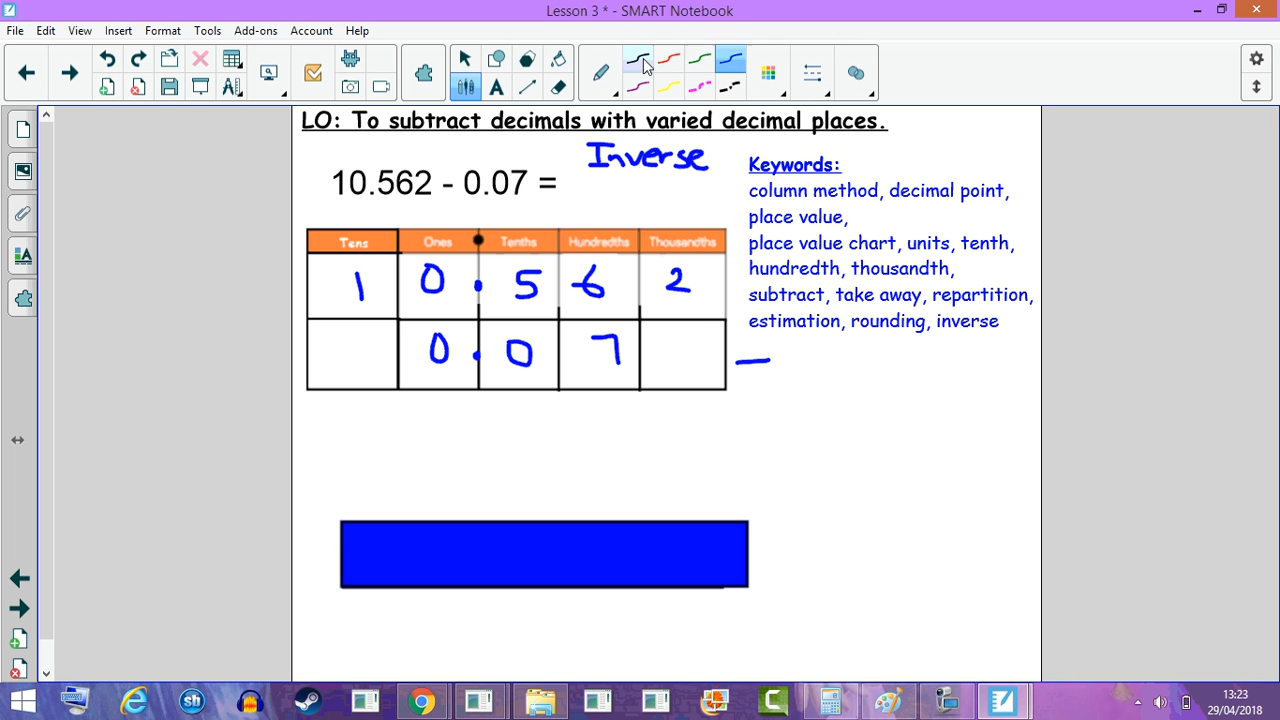 Lesson 3 * - SMART Notebook
File Edit View Insert Format Tools Add-ons Account Help
LO: To subtract decimals with varied decimal places.
Inverse
10.562 - 0.07 =
Keywords:
column method, decimal point,
place value,
place value chart, units, tenth,
hundredth, thousandth,
subtract, take away, repartition,
estimation, rounding, inverse
Tens Ones Tenths Hundredths Thousandths
1 0 . 5 6 2
0 . 0 7 —
13:23
29/04/2018